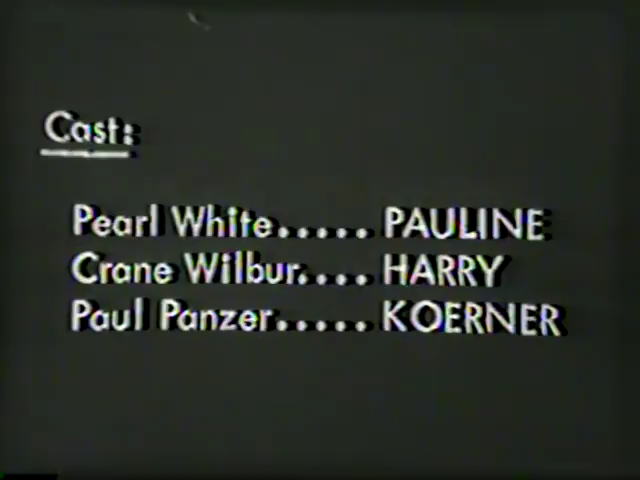 Cast:
Pearl White..... PAULINE
Crane Wilbur.... HARRY
Paul Panzer..... KOERNER